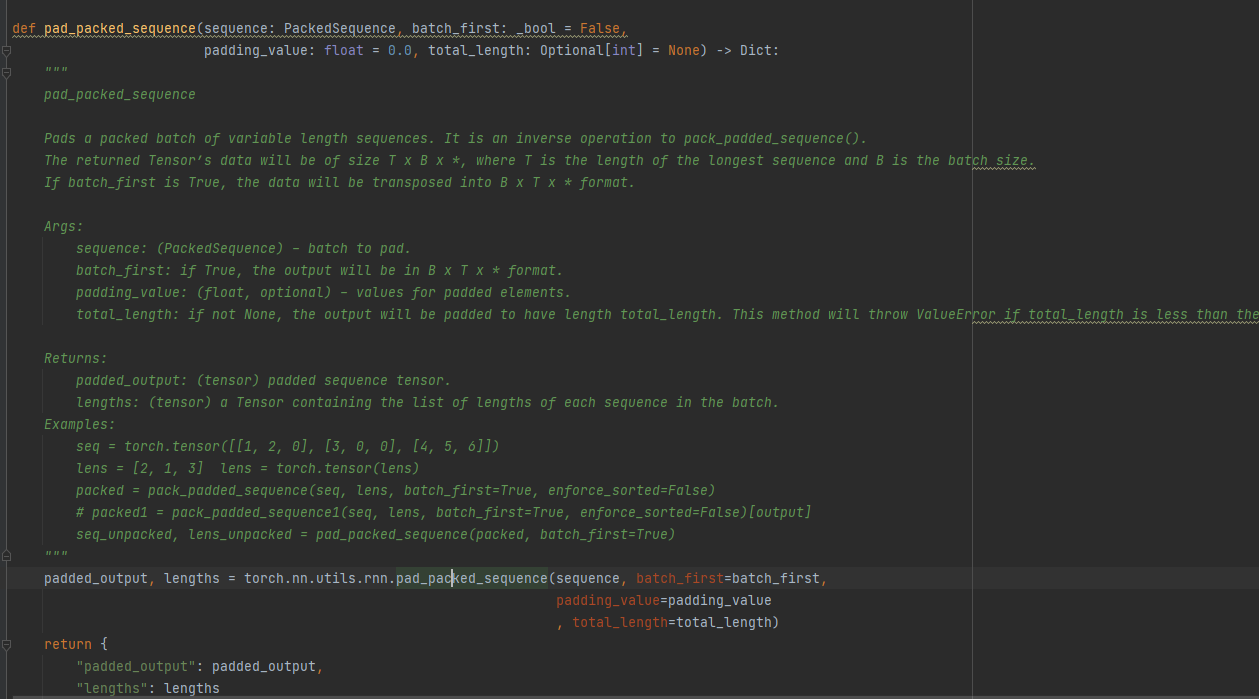 def pad_packed_sequence(sequence: PackedSequence, batch_first: _bool = False,
padding_value: float = 0.0, total_length: Optional[int] = None) -> Dict:
"""
pad_packed_sequence
Pads a packed batch of variable length sequences. It is an inverse operation to pack_padded_sequence().
The returned Tensor’s data will be of size T x B x *, where T is the length of the longest sequence and B is the batch size.
If batch_first is True, the data will be transposed into B x T x * format.
Args:
sequence: (PackedSequence) – batch to pad.
batch_first: if True, the output will be in B x T x * format.
padding_value: (float, optional) – values for padded elements.
total_length: if not None, the output will be padded to have length total_length. This method will throw ValueError if total_length is less than the
Returns:
padded_output: (tensor) padded sequence tensor.
lengths: (tensor) a Tensor containing the list of lengths of each sequence in the batch.
Examples:
seq = torch.tensor([[1, 2, 0], [3, 0, 0], [4, 5, 6]])
lens = [2, 1, 3]  lens = torch.tensor(lens)
packed = pack_padded_sequence(seq, lens, batch_first=True, enforce_sorted=False)
# packed1 = pack_padded_sequence1(seq, lens, batch_first=True, enforce_sorted=False)[output]
seq_unpacked, lens_unpacked = pad_packed_sequence(packed, batch_first=True)
"""
padded_output, lengths = torch.nn.utils.rnn.pad_packed_sequence(sequence, batch_first=batch_first,
padding_value=padding_value
, total_length=total_length)
return {
"padded_output": padded_output,
"lengths": lengths